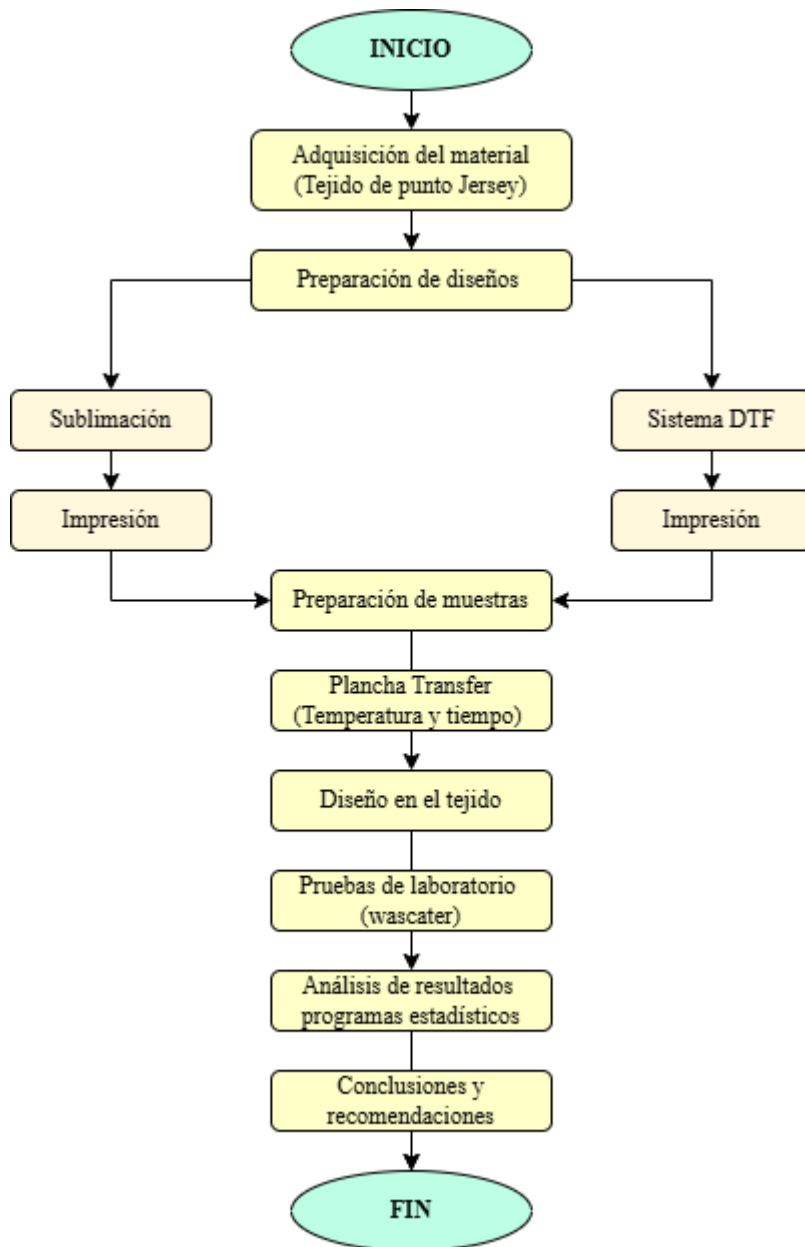 INICIO
Adquisición del material
(Tejido de punto Jersey)
Preparación de diseños
Sublimación
Sistema DTF
Impresión
Impresión
Preparación de muestras
Plancha Transfer
(Temperatura y tiempo)
Diseño en el tejido
Pruebas de laboratorio
(wascater)
Análisis de resultados
programas estadísticos
Conclusiones y
recomendaciones
FIN